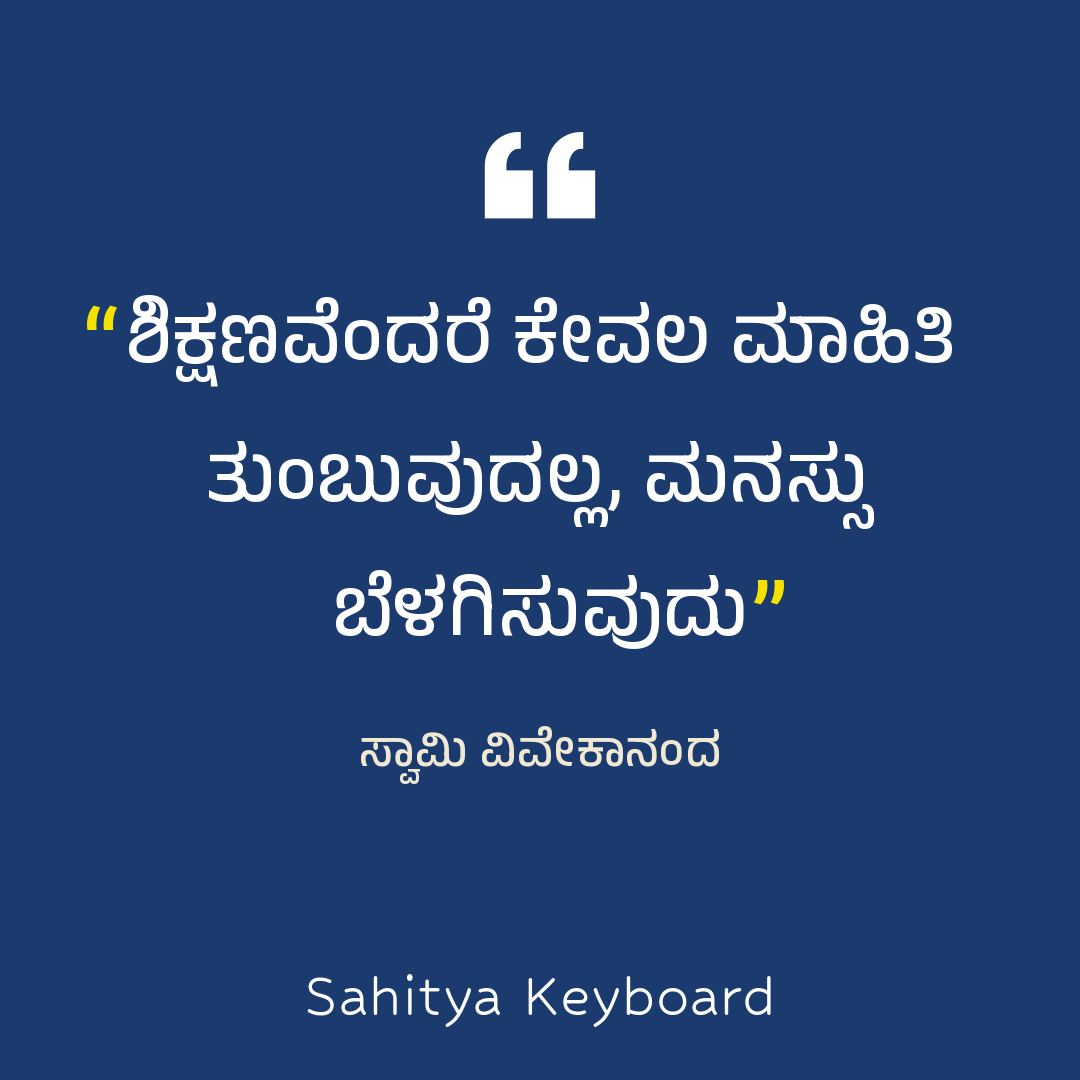 “
“ಶಿಕ್ಷಣವೆಂದರೆ ಕೇವಲ ಮಾಹಿತಿ
ತುಂಬುವುದಲ್ಲ, ಮನಸ್ಸು
ಬೆಳಗಿಸುವುದು”
ಸ್ವಾಮಿ ವಿವೇಕಾನಂದ
Sahitya Keyboard